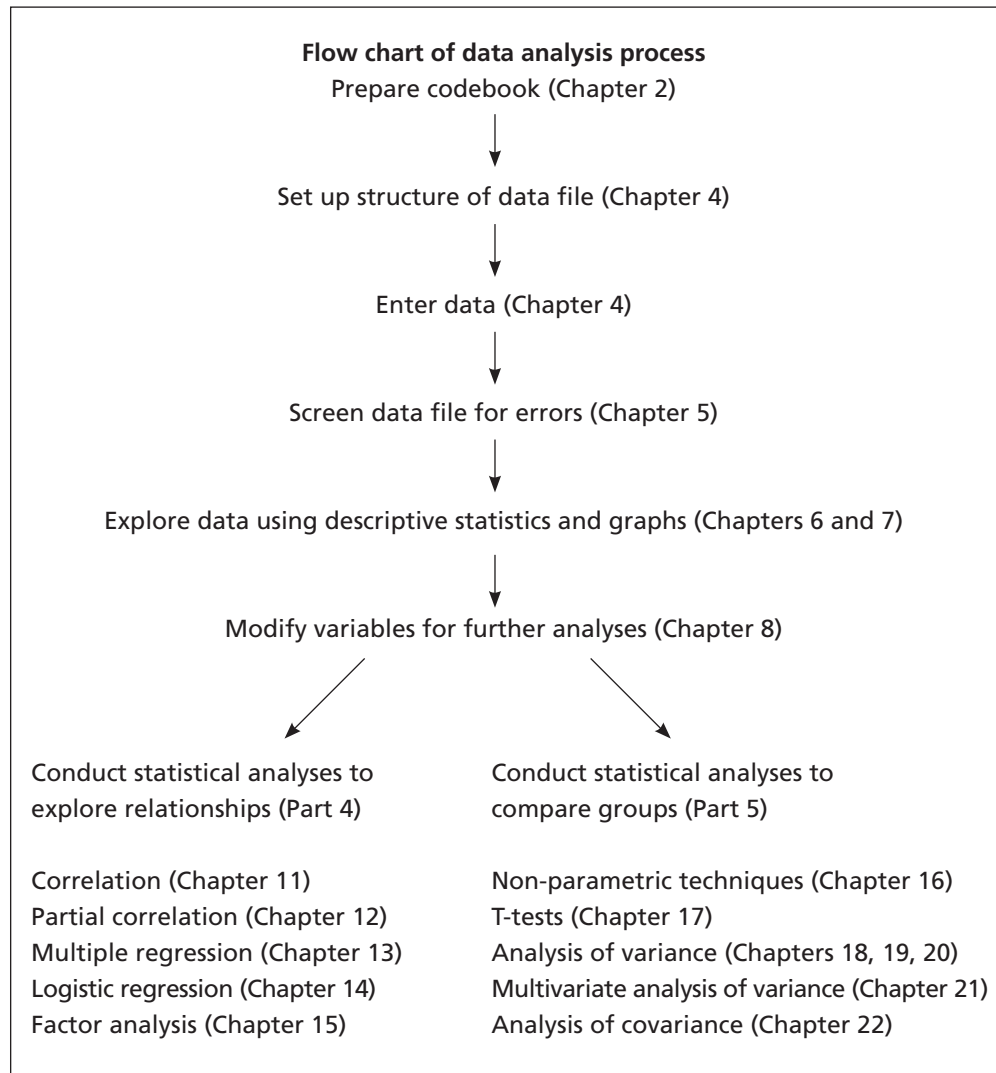 Flow chart of data analysis process
Prepare codebook (Chapter 2)
Set up structure of data file (Chapter 4)
Enter data (Chapter 4)
Screen data file for errors (Chapter 5)
Explore data using descriptive statistics and graphs (Chapters 6 and 7)
Modify variables for further analyses (Chapter 8)
Conduct statistical analyses to
explore relationships (Part 4)
Correlation (Chapter 11)
Partial correlation (Chapter 12)
Multiple regression (Chapter 13)
Logistic regression (Chapter 14)
Factor analysis (Chapter 15)
Conduct statistical analyses to
compare groups (Part 5)
Non-parametric techniques (Chapter 16)
T-tests (Chapter 17)
Analysis of variance (Chapters 18, 19, 20)
Multivariate analysis of variance (Chapter 21)
Analysis of covariance (Chapter 22)